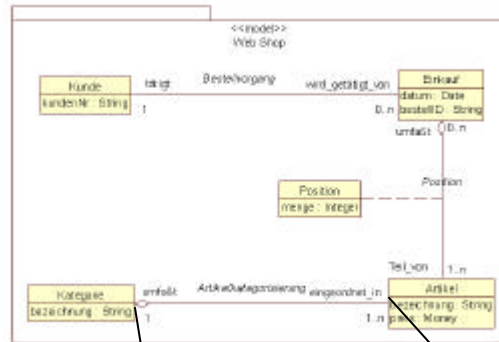 <<model>>
Web Shop
Kunde
kundenNr : String
tätigt
Bestellvorgang
wird_getätigt_von
1
0..n
Einkauf
datum : Date
bestellID : String
umfaßt
0..n
Position
Position
menge : Integer
Teil_von
1..n
Kategorie
bezeichnung : String
umfaßt
Artikelkategorisierung
eingeordnet_in
1
1..n
Artikel
bezeichnung : String
preis : Money